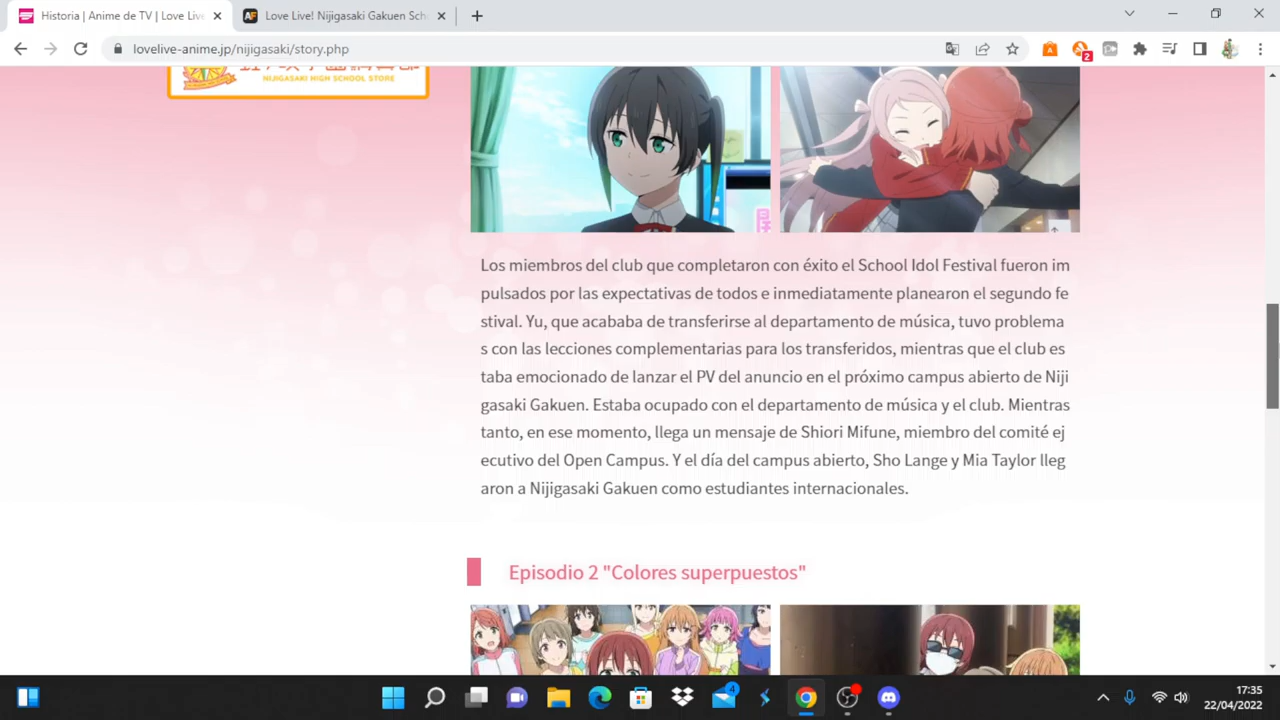 Historia | Anime de TV | Love Live
Love Live! Nijigasaki Gakuen Sch
lovelive-anime.jp/nijigasaki/story.php
2
NIJIGASAKI HIGH SCHOOL STORE
Los miembros del club que completaron con éxito el School Idol Festival fueron im
pulsados por las expectativas de todos e inmediatamente planearon el segundo fe
stival. Yu, que acababa de transferirse al departamento de música, tuvo problema
s con las lecciones complementarias para los transferidos, mientras que el club es
taba emocionado de lanzar el PV del anuncio en el próximo campus abierto de Niji
gasaki Gakuen. Estaba ocupado con el departamento de música y el club. Mientras
tanto, en ese momento, llega un mensaje de Shiori Mifune, miembro del comité ej
ecutivo del Open Campus. Y el día del campus abierto, Sho Lange y Mia Taylor lleg
aron a Nijigasaki Gakuen como estudiantes internacionales.
Episodio 2 "Colores superpuestos"
4
17:35
22/04/2022